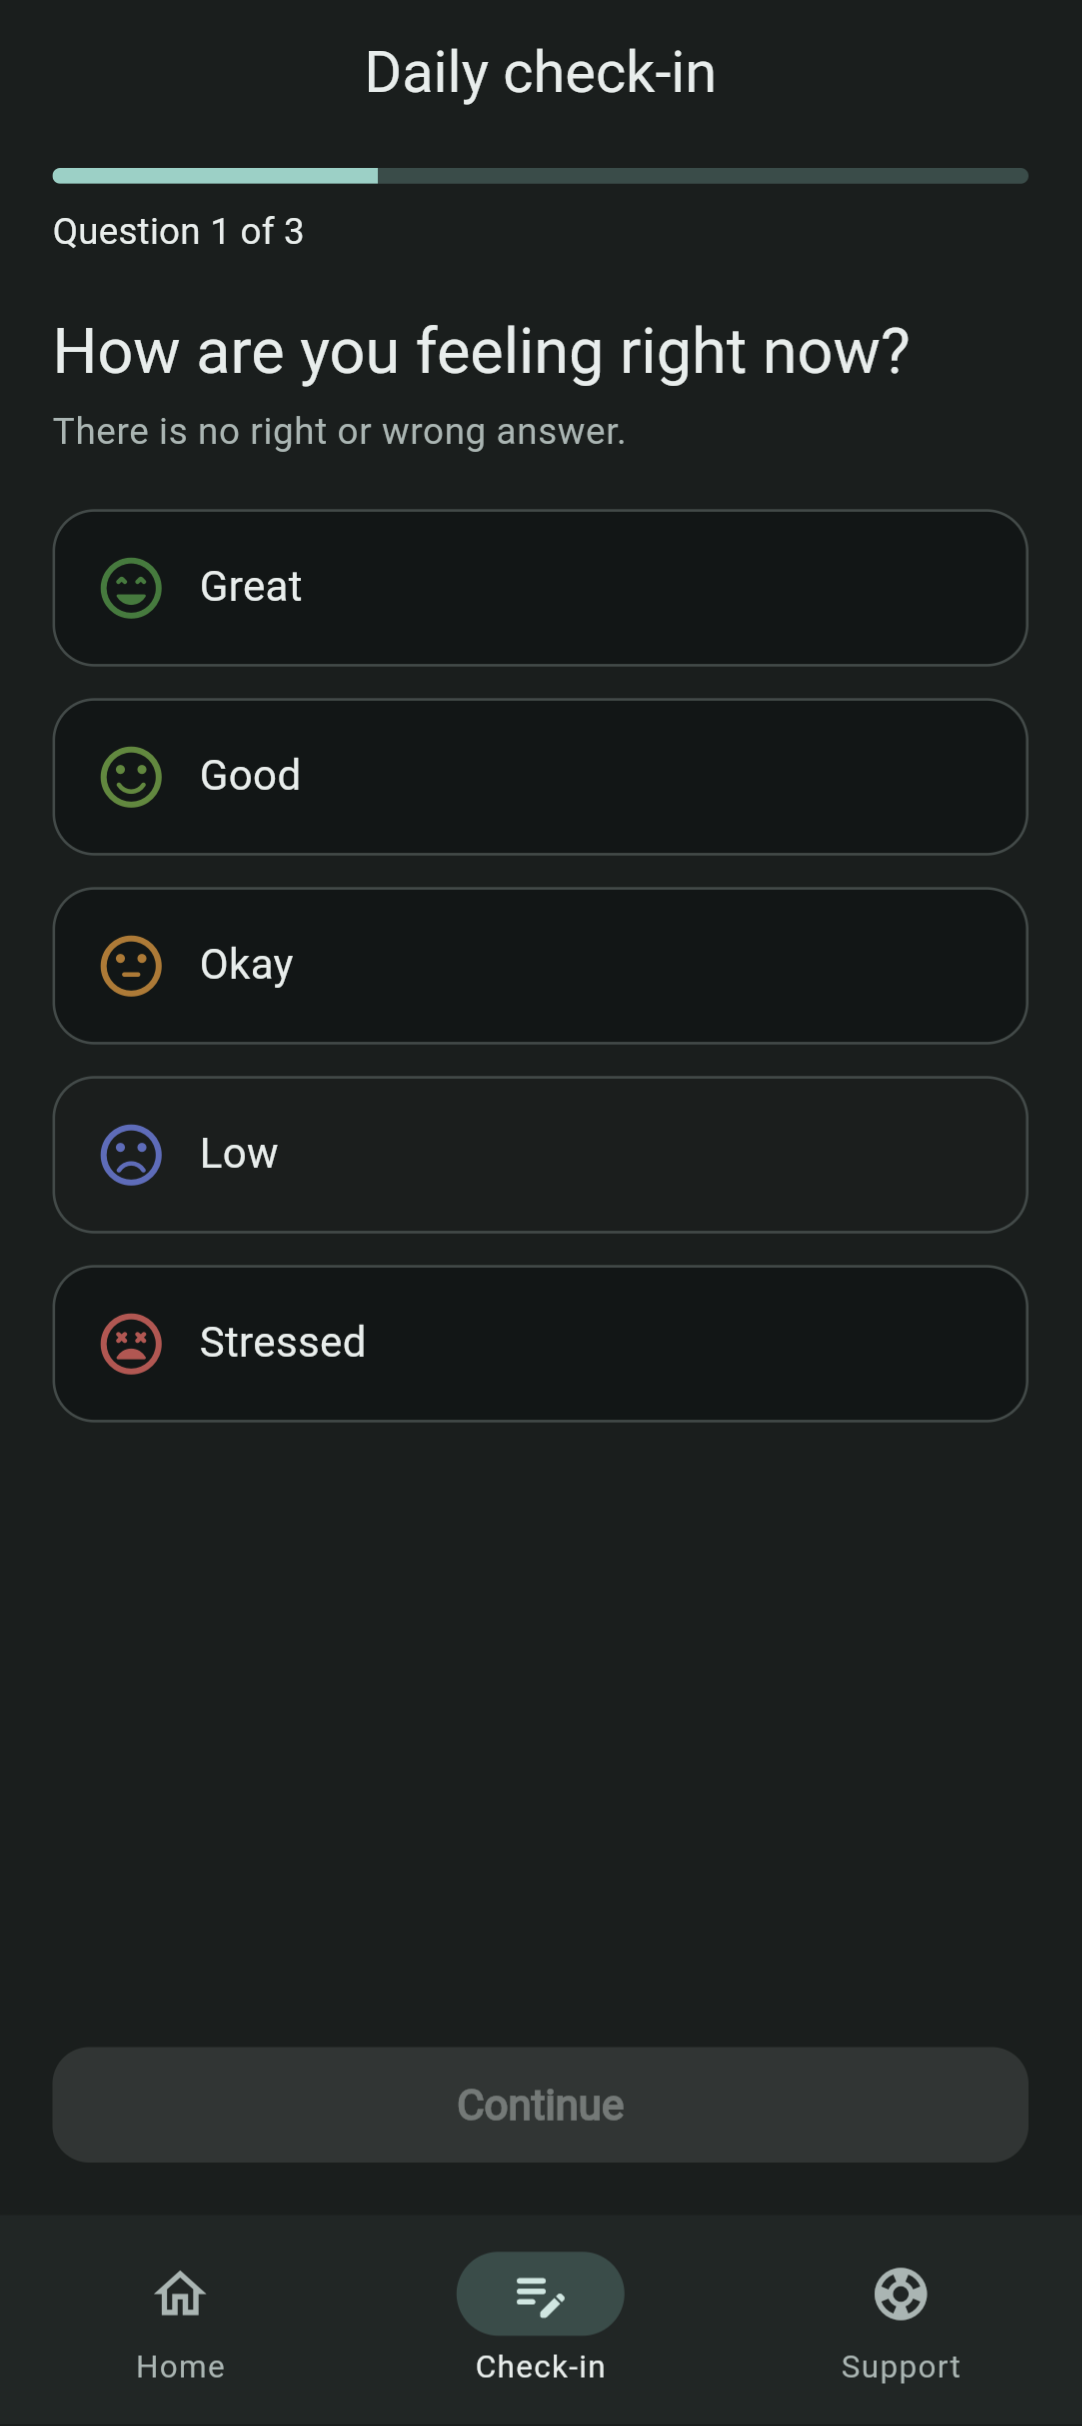 Daily check-in
Question 1 of 3
How are you feeling right now?
There is no right or wrong answer.
Great
Good
Okay
Low
Stressed
Continue
Home
Check-in
Support